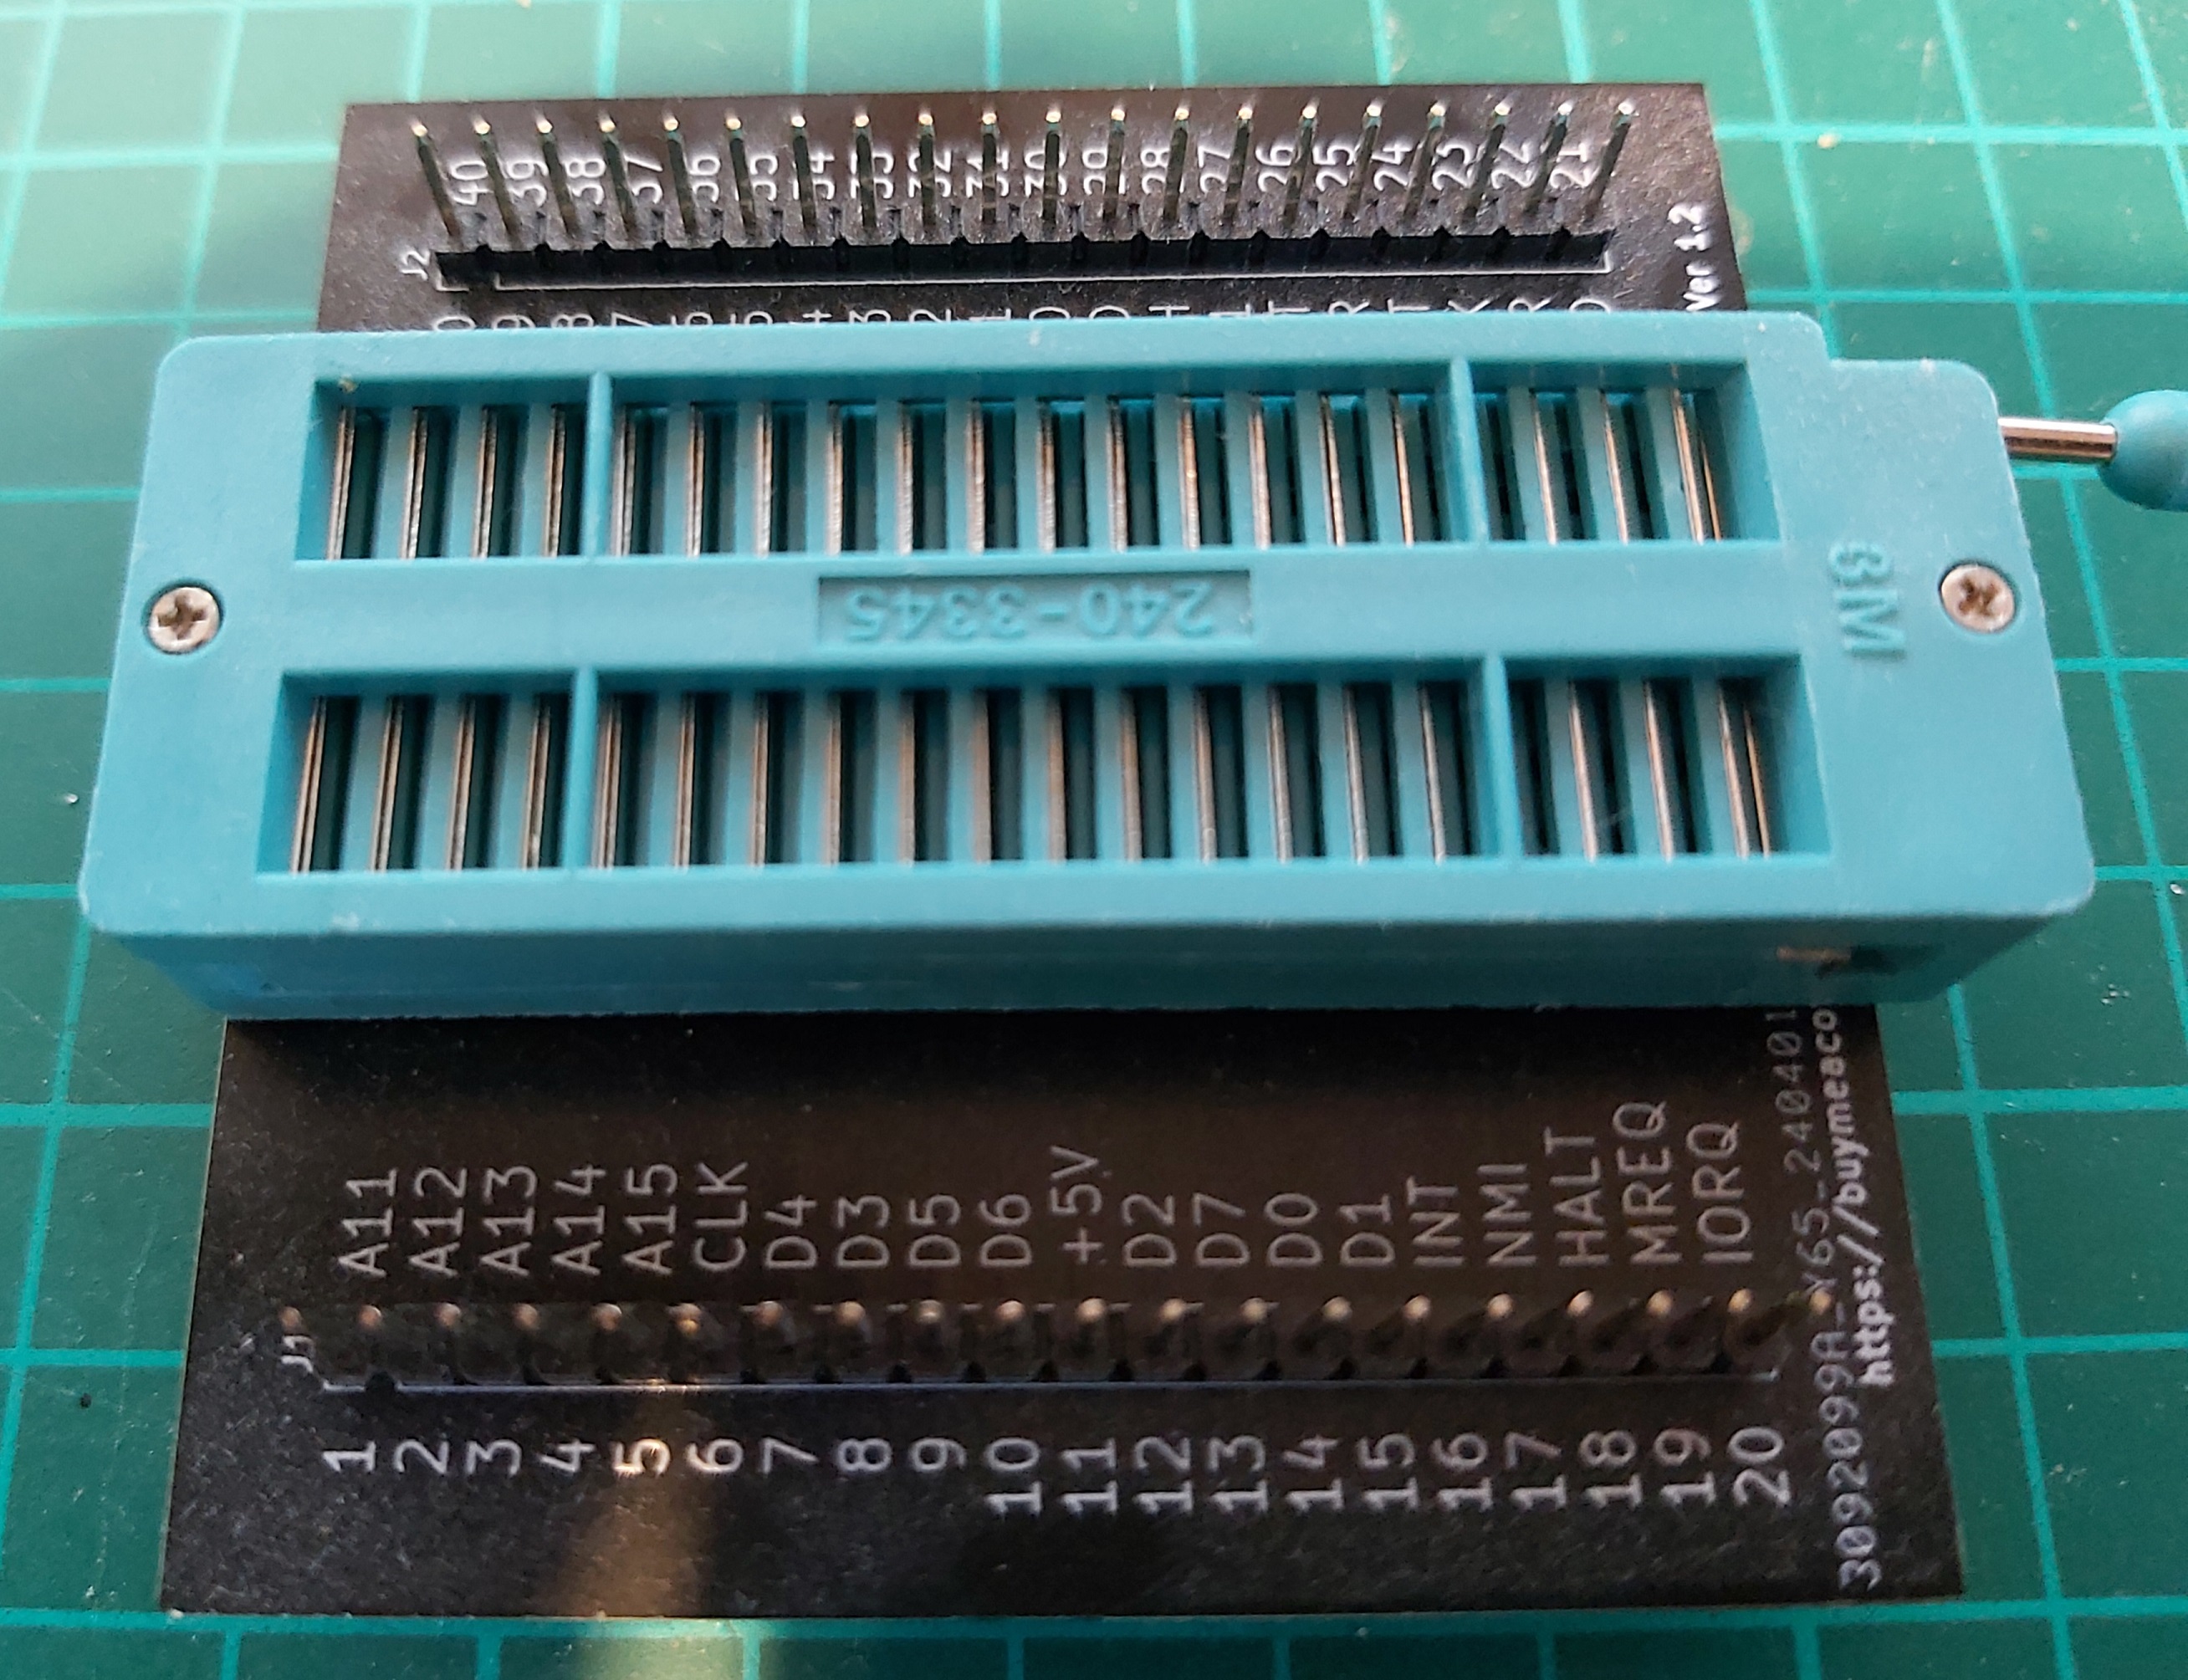 40 39 38 37 36 35 34 33 32 31 30 29 28 27 26 25 24 23 22 21
J2
Ver 1.2
240-3345
3M
A11 A12 A13 A14 A15 CLK D4 D3 D5 D6 +5V D2 D7 D0 D1 INT NMI HALT MREQ IORQ
J1
1 2 3 4 5 6 7 8 9 10 11 12 13 14 15 16 17 18 19 20
3092099A_Y65-240401
https://buymeaco